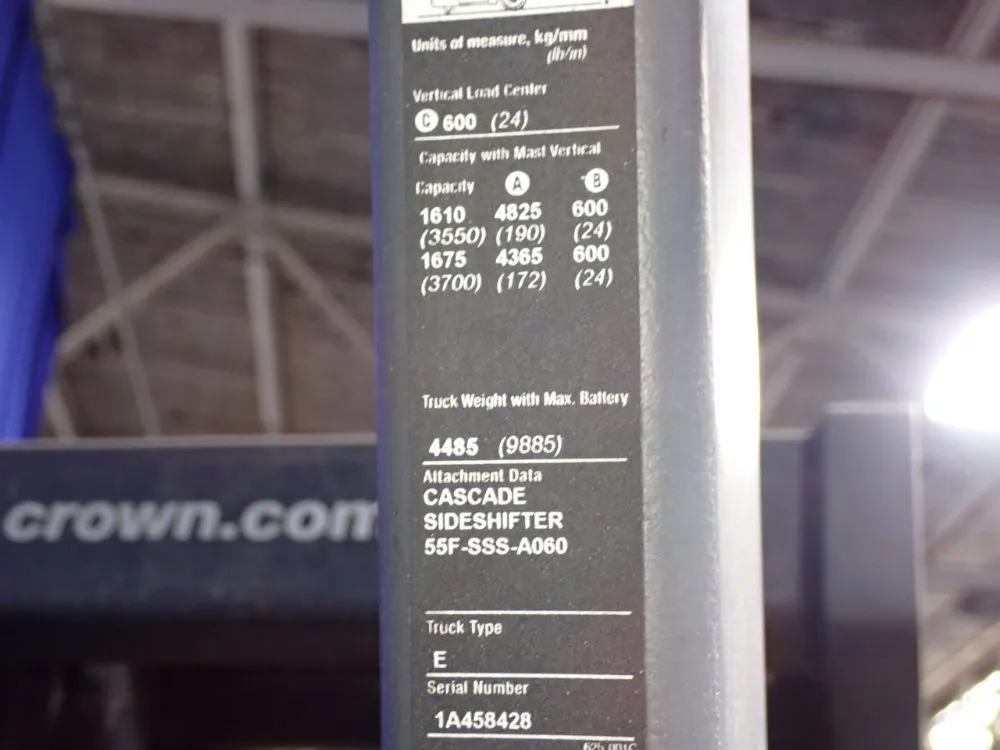 Units of measure, kg/mm
(lb/in)
Vertical Load Center
C 600 (24)
Capacity with Mast Vertical
Capacity A B
1610 4825 600
(3550) (190) (24)
1675 4365 600
(3700) (172) (24)
Truck Weight with Max. Battery
4485 (9885)
Attachment Data
CASCADE
SIDESHIFTER
55F-SSS-A060
Truck Type
E
Serial Number
1A458428
crown.com